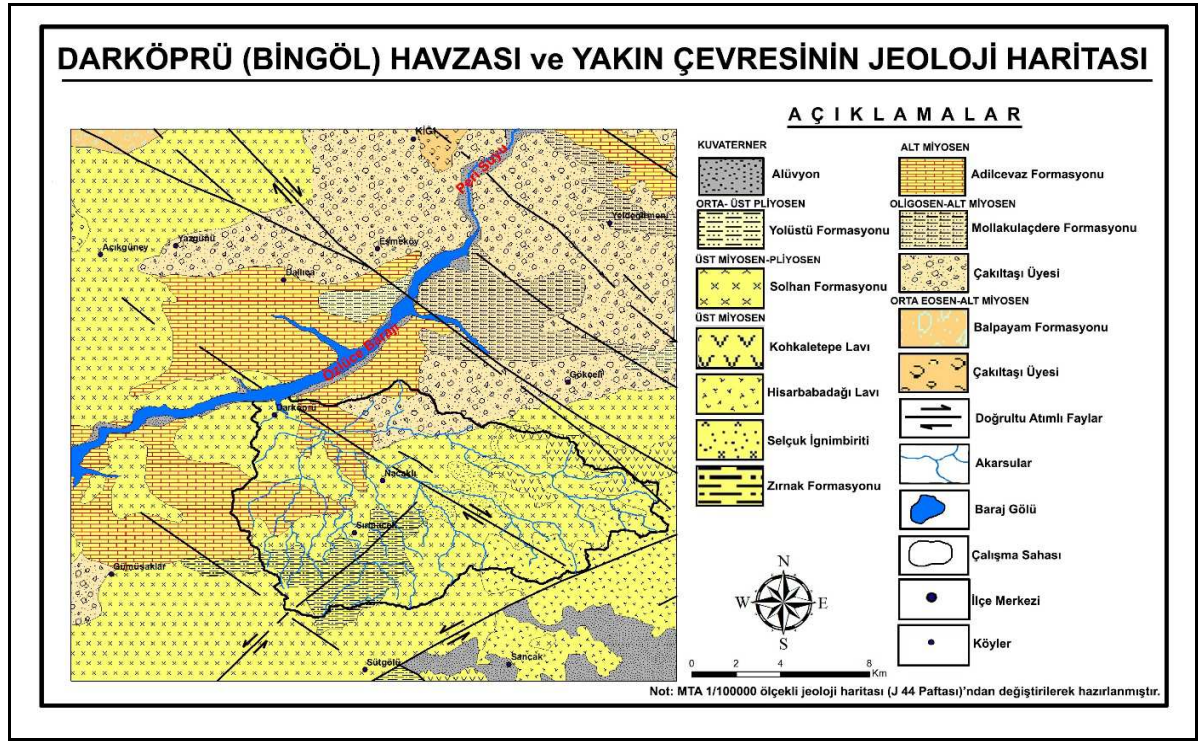 DARKÖPRÜ (BİNGÖL) HAVZASI ve YAKIN ÇEVRESİNİN JEOLOJİ HARİTASI
KİĞI
Peri Suyu
Yeldeğirmeni
Yazgünü
Açıkgüney
Eşmeköy
Dallıca
Özlüce Barajı
Gökçeli
Darköprü
Nacaklı
Sırmaçek
Gümüşaklar
Sütgölü
Sancak
AÇIKLAMALAR
KUVATERNER
Alüvyon
ORTA- ÜST PLİYOSEN
Yolüstü Formasyonu
ÜST MİYOSEN-PLİYOSEN
Solhan Formasyonu
ÜST MİYOSEN
Kohkaletepe Lavı
Hisarbabadağı Lavı
Selçuk İgnimbiriti
Zırnak Formasyonu
ALT MİYOSEN
Adilcevaz Formasyonu
OLİGOSEN-ALT MİYOSEN
Mollakulaçdere Formasyonu
Çakıltaşı Üyesi
ORTA EOSEN-ALT MİYOSEN
Balpayam Formasyonu
Çakıltaşı Üyesi
Doğrultu Atımlı Faylar
Akarsular
Baraj Gölü
Çalışma Sahası
İlçe Merkezi
Köyler
N
W E
S
0 2 4 8
Km
Not: MTA 1/100000 ölçekli jeoloji haritası (J 44 Paftası)'ndan değiştirilerek hazırlanmıştır.